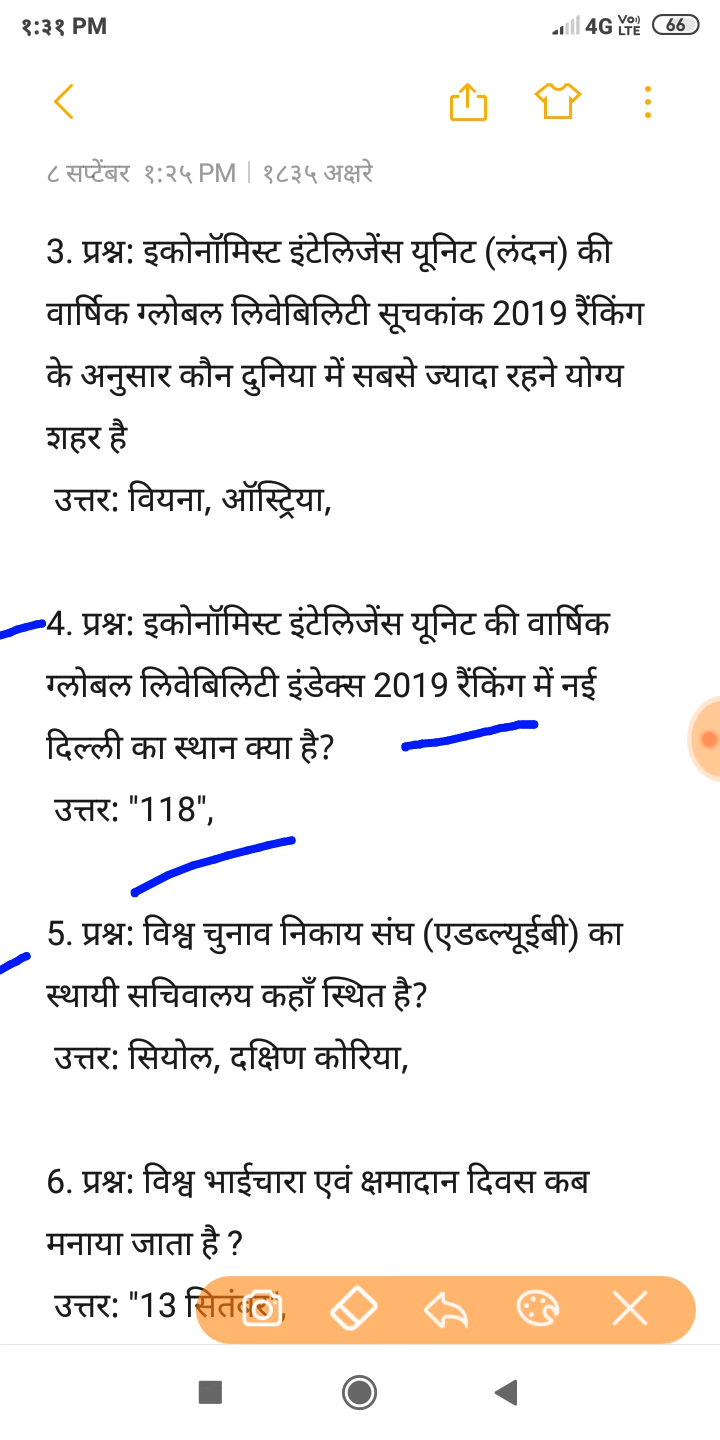 १:३१ PM 4G Vo) LTE 66
८ सप्टेंबर १:२५ PM | १८३५ अक्षरे
3. प्रश्न: इकोनॉमिस्ट इंटेलिजेंस यूनिट (लंदन) की
वार्षिक ग्लोबल लिवेबिलिटी सूचकांक 2019 रैंकिंग
के अनुसार कौन दुनिया में सबसे ज्यादा रहने योग्य
शहर है
उत्तर: वियना, ऑस्ट्रिया,
4. प्रश्न: इकोनॉमिस्ट इंटेलिजेंस यूनिट की वार्षिक
ग्लोबल लिवेबिलिटी इंडेक्स 2019 रैंकिंग में नई
दिल्ली का स्थान क्या है?
उत्तर: "118",
5. प्रश्न: विश्व चुनाव निकाय संघ (एडब्ल्यूईबी) का
स्थायी सचिवालय कहाँ स्थित है?
उत्तर: सियोल, दक्षिण कोरिया,
6. प्रश्न: विश्व भाईचारा एवं क्षमादान दिवस कब
मनाया जाता है ?
उत्तर: "13 सितंबर",